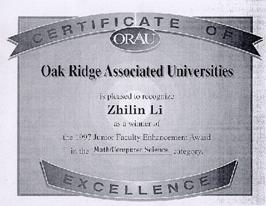 CERTIFICATE OF
ORAU
Oak Ridge Associated Universities
is pleased to recognize
Zhilin Li
as a winner of
the 1997 Junior Faculty Enhancement Award
in the Math/Computer Science category.
EXCELLENCE